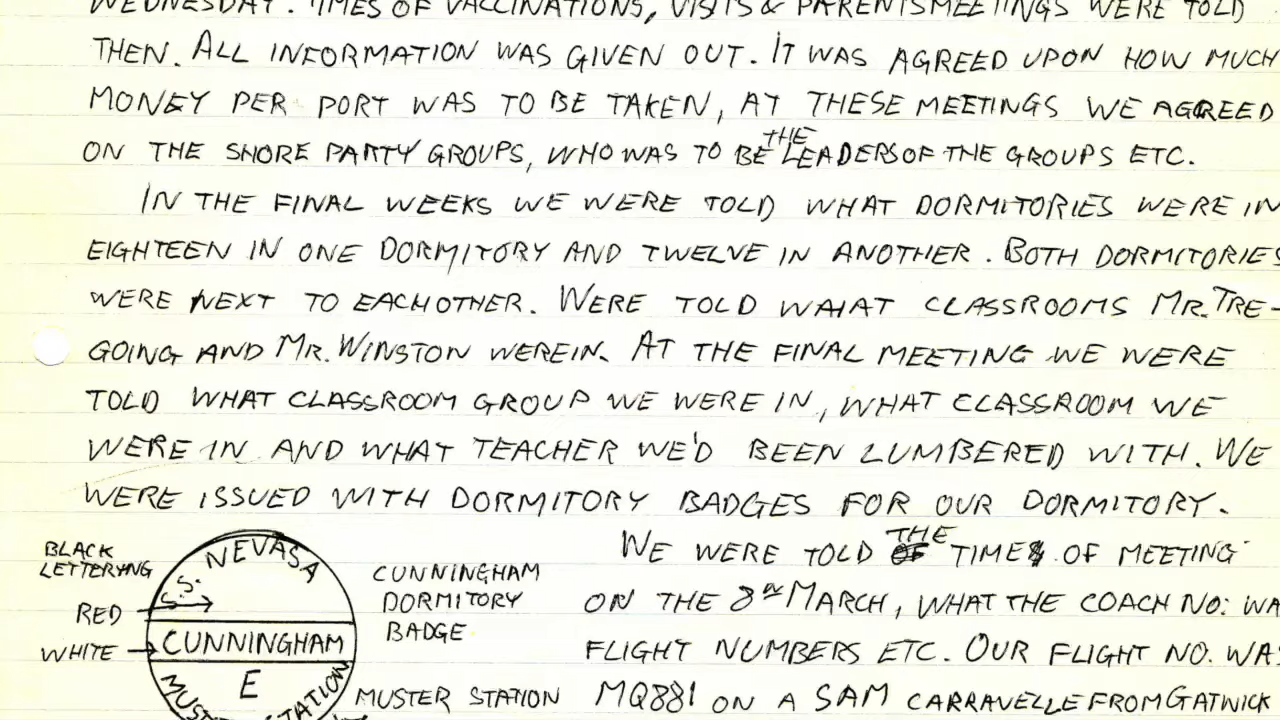 WEDNESDAY. TIMES OF VACCINATIONS, VISITS & PARENTS MEETINGS WERE TOLD
THEN. ALL INFORMATION WAS GIVEN OUT. IT WAS AGREED UPON HOW MUCH
MONEY PER PORT WAS TO BE TAKEN, AT THESE MEETINGS WE AGREED
ON THE SHORE PARTY GROUPS, WHO WAS TO BE THE LEADERS OF THE GROUPS ETC.
IN THE FINAL WEEKS WE WERE TOLD WHAT DORMITORIES WERE IN
EIGHTEEN IN ONE DORMITORY AND TWELVE IN ANOTHER. BOTH DORMITORIES
WERE NEXT TO EACHOTHER. WERE TOLD WAHAT CLASSROOMS MR. TRE-
GOING AND MR. WINSTON WERE IN. AT THE FINAL MEETING WE WERE
TOLD WHAT CLASSROOM GROUP WE WERE IN, WHAT CLASSROOM WE
WERE IN AND WHAT TEACHER WE'D BEEN LUMBERED WITH. WE
WERE ISSUED WITH DORMITORY BADGES FOR OUR DORMITORY.
BLACK
LETTERYNG
RED
WHITE
S.S. NEVASA
CUNNINGHAM
E
MUSTER STATION
CUNNINGHAM
DORMITORY
BADGE
MUSTER STATION
WE WERE TOLD THE TIME OF MEETING
ON THE 8TH MARCH, WHAT THE COACH NO: WA
FLIGHT NUMBERS ETC. OUR FLIGHT NO. WAS
MQ881 ON A SAM CARRAVELLE FROM GATWICK